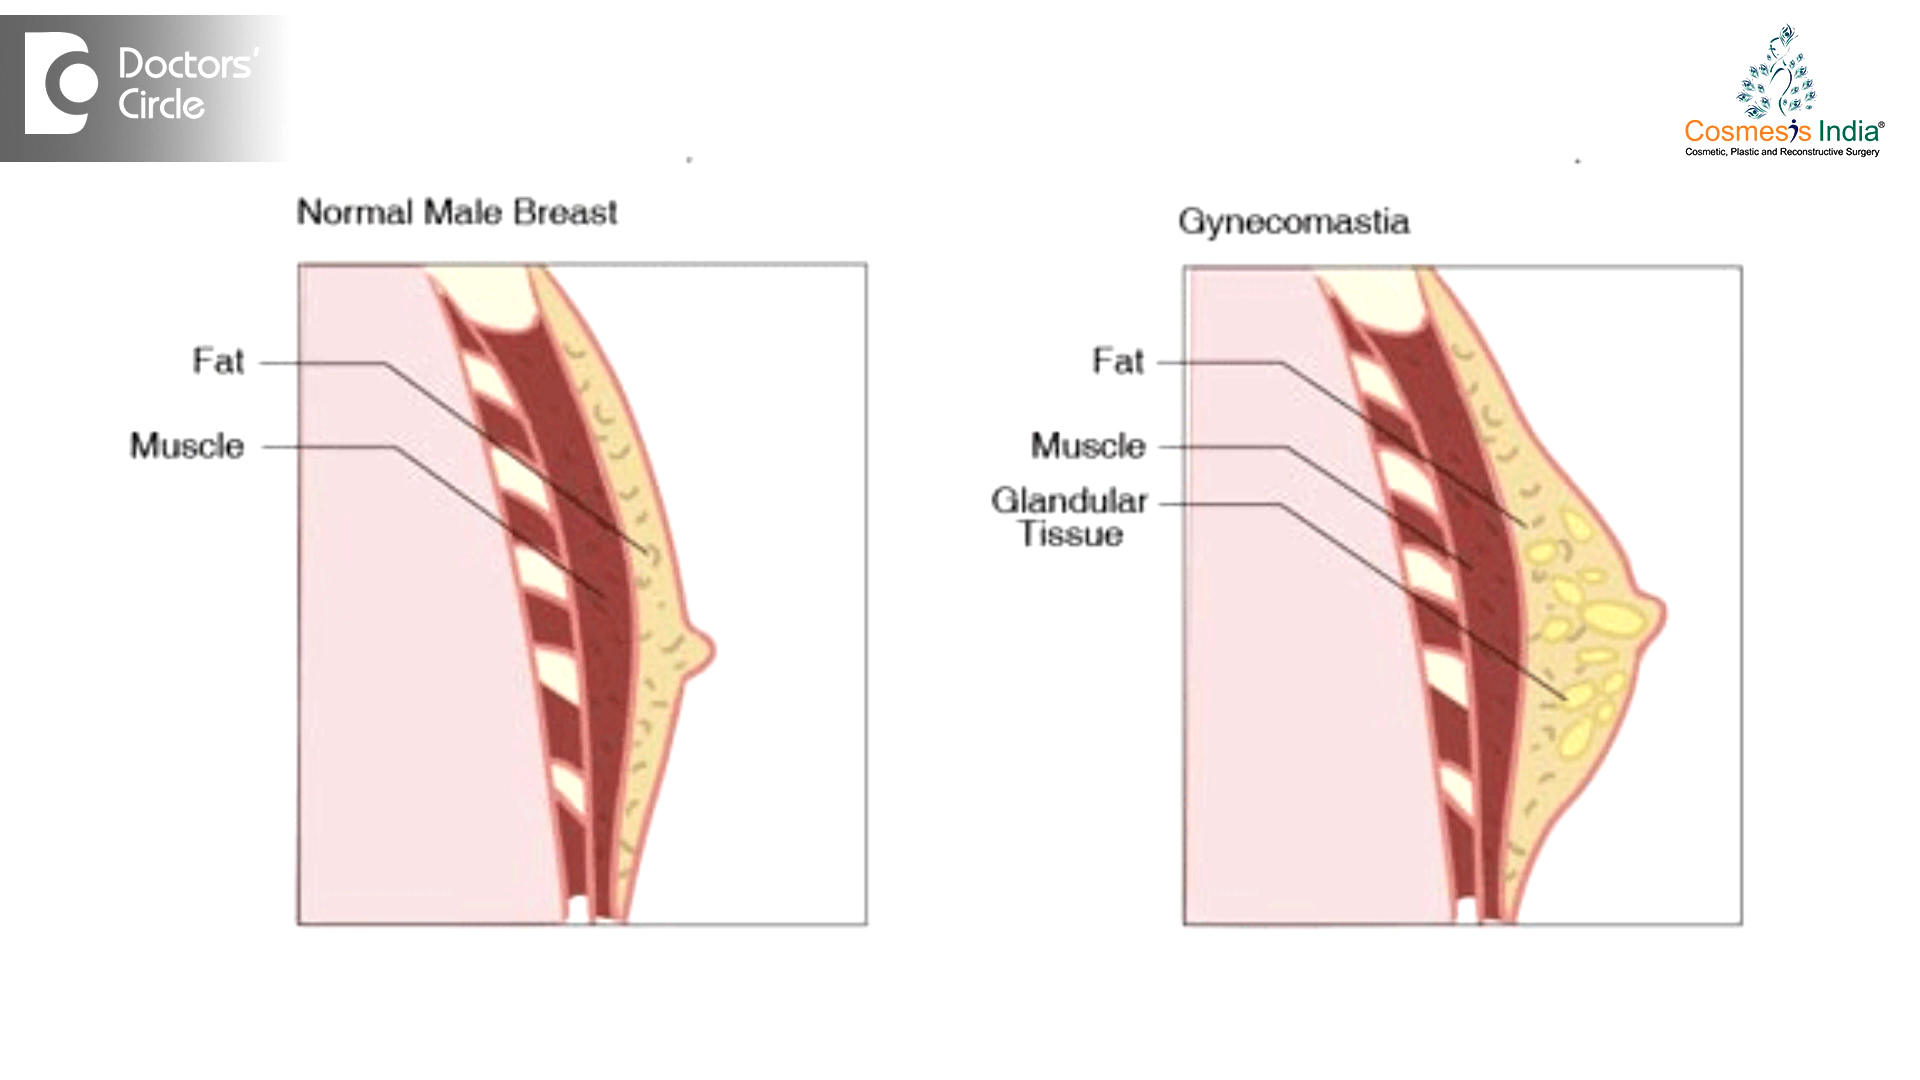 Doctors'
Circle
Cosmesis India®
Cosmetic, Plastic and Reconstructive Surgery
Normal Male Breast
Fat
Muscle
Gynecomastia
Fat
Muscle
Glandular
Tissue